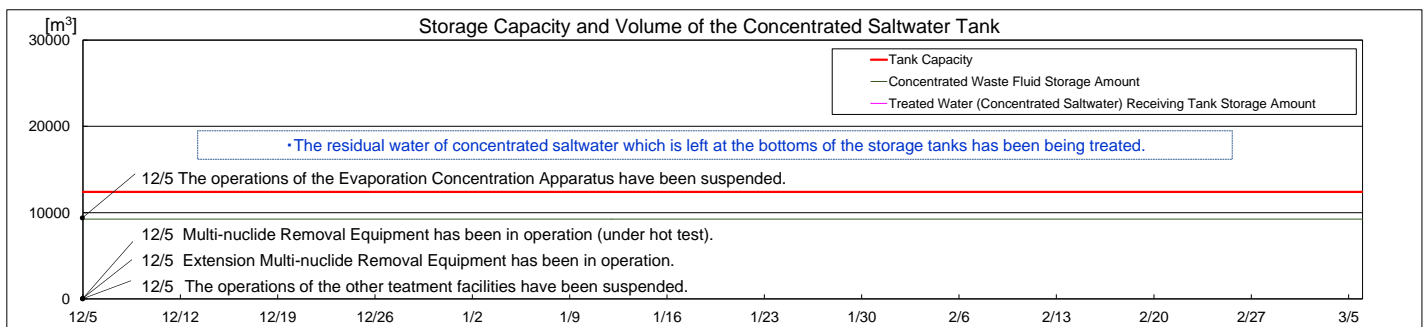 Storage Capacity and Volume of the Concentrated Saltwater Tank
[m³]
30000
20000
10000
0
Tank Capacity
Concentrated Waste Fluid Storage Amount
Treated Water (Concentrated Saltwater) Receiving Tank Storage Amount
・The residual water of concentrated saltwater which is left at the bottoms of the storage tanks has been being treated.
12/5 The operations of the Evaporation Concentration Apparatus have been suspended.
12/5 Multi-nuclide Removal Equipment has been in operation (under hot test).
12/5 Extension Multi-nuclide Removal Equipment has been in operation.
12/5 The operations of the other teatment facilities have been suspended.
12/5 12/12 12/19 12/26 1/2 1/9 1/16 1/23 1/30 2/6 2/13 2/20 2/27 3/5